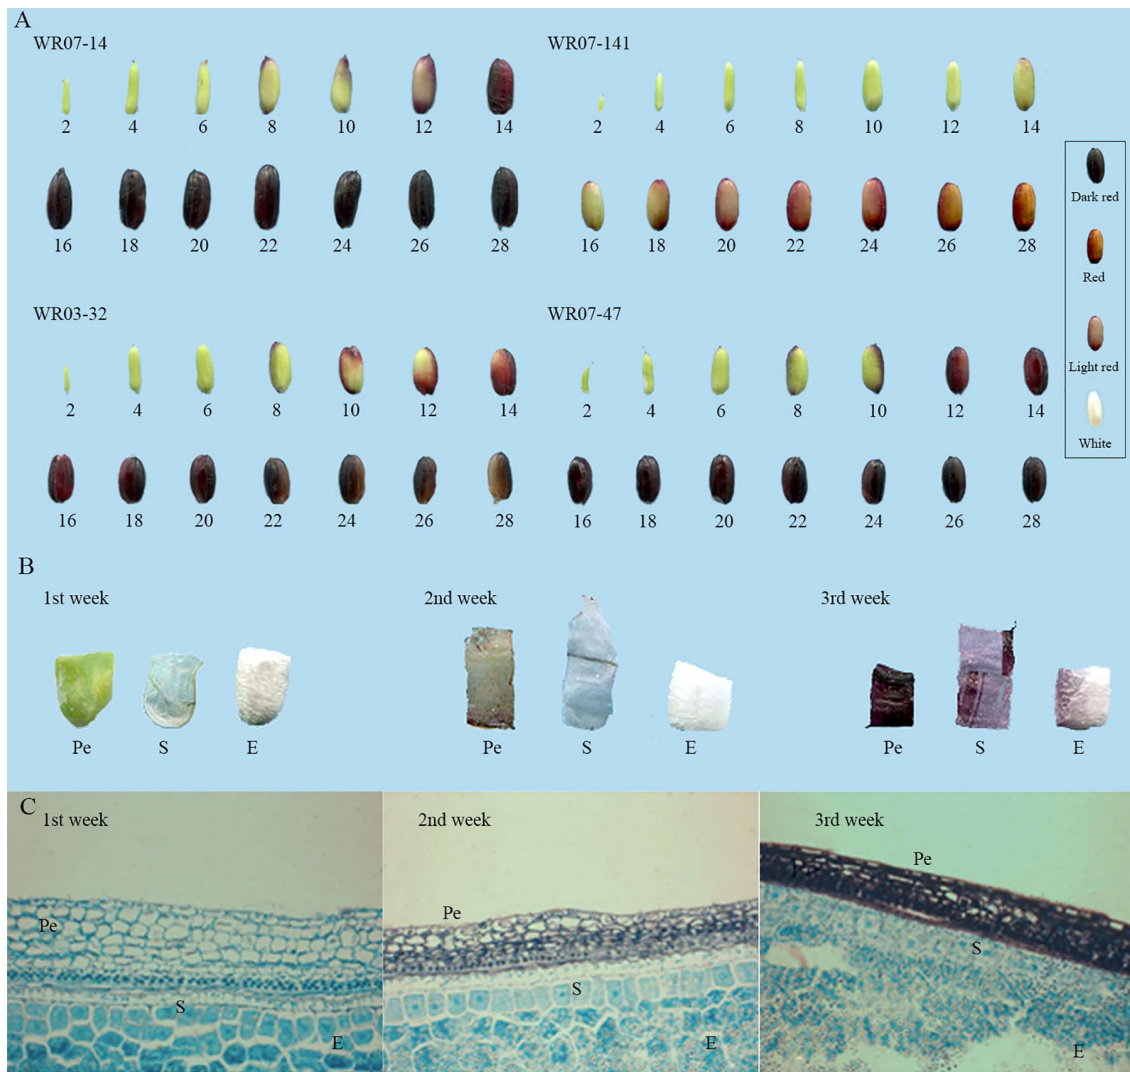 A
WR07-14
2 4 6 8 10 12 14
16 18 20 22 24 26 28
WR07-141
2 4 6 8 10 12 14
16 18 20 22 24 26 28
Dark red
Red
Light red
White
WR03-32
2 4 6 8 10 12 14
16 18 20 22 24 26 28
WR07-47
2 4 6 8 10 12 14
16 18 20 22 24 26 28
B
1st week
Pe S E
2nd week
Pe S E
3rd week
Pe S E
C
1st week
Pe
S
E
2nd week
Pe
S
E
3rd week
Pe
S
E